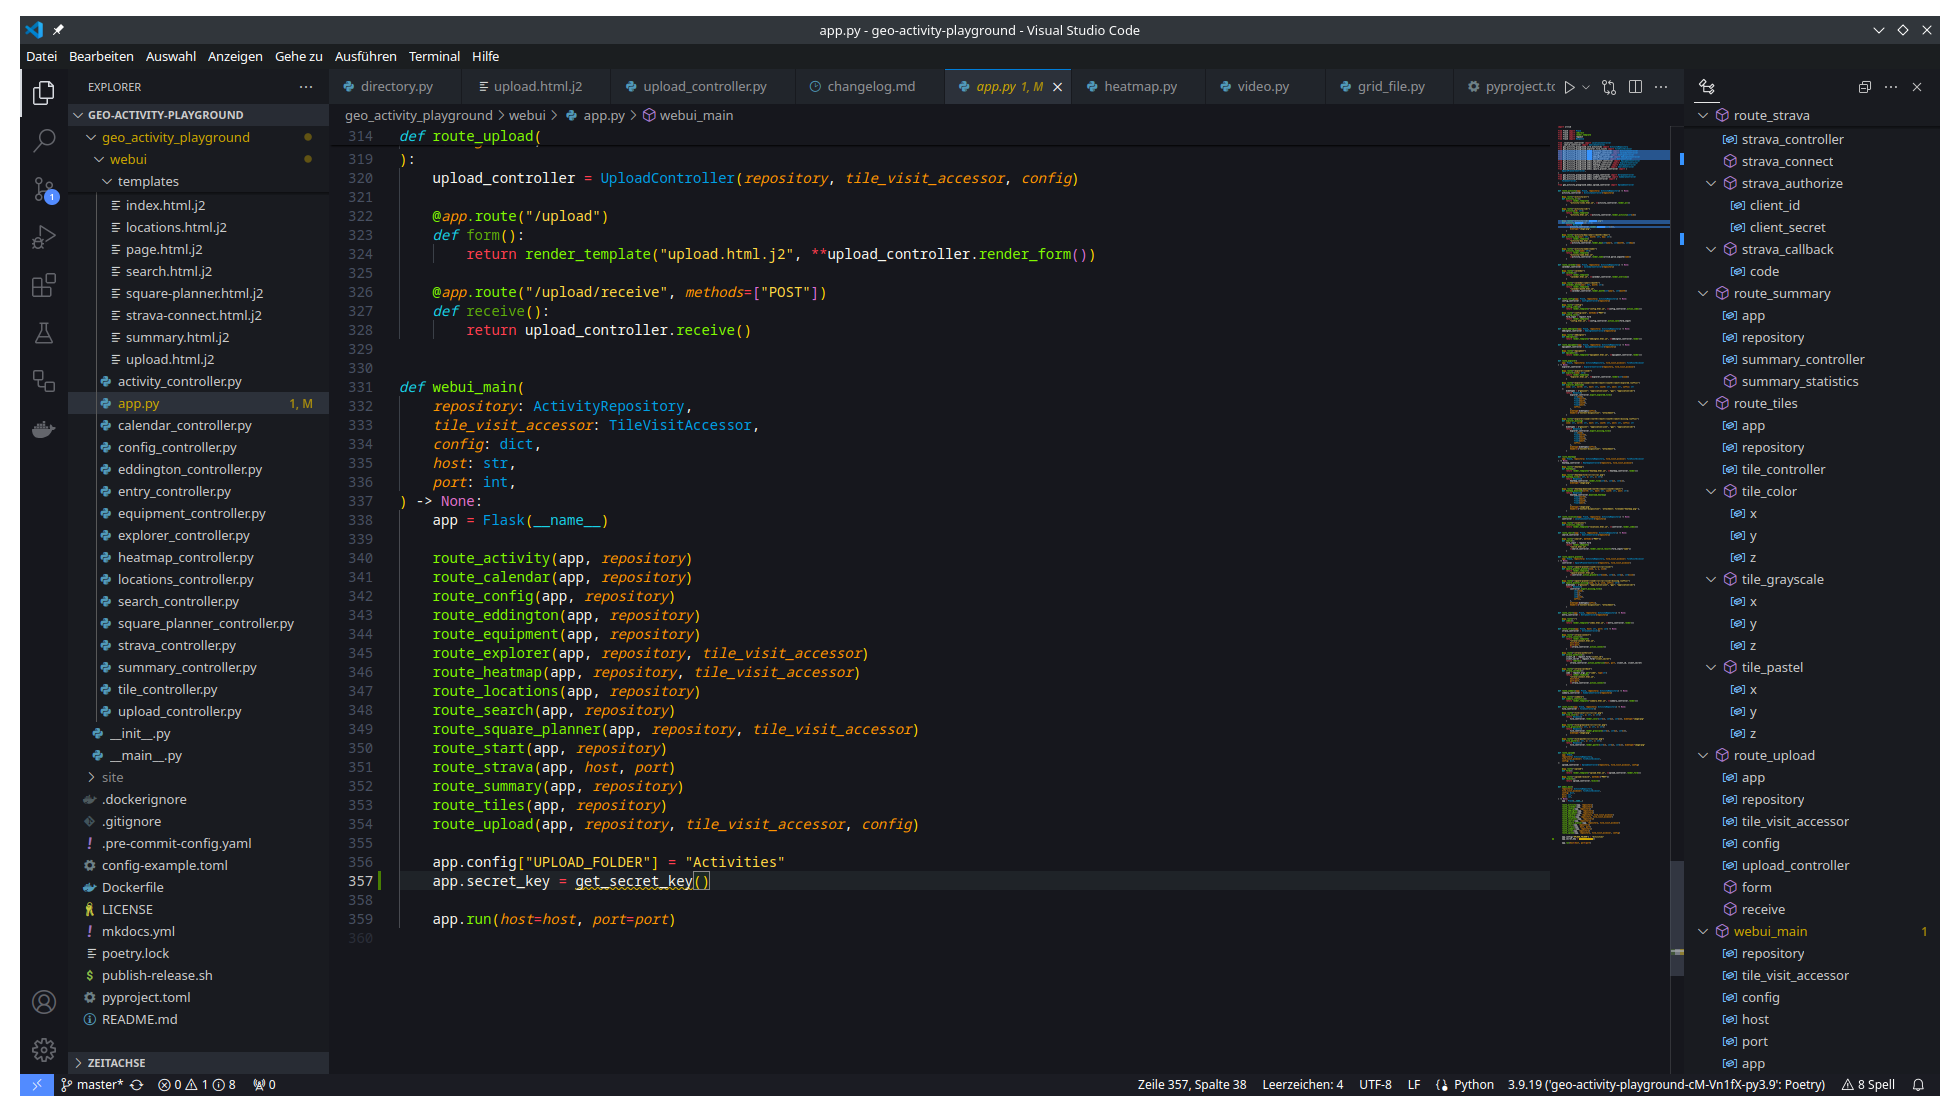 app.py - geo-activity-playground - Visual Studio Code
Datei Bearbeiten Auswahl Anzeigen Gehe zu Ausführen Terminal Hilfe
EXPLORER
GEO-ACTIVITY-PLAYGROUND
geo_activity_playground
webui
templates
index.html.j2
locations.html.j2
page.html.j2
search.html.j2
square-planner.html.j2
strava-connect.html.j2
summary.html.j2
upload.html.j2
activity_controller.py
app.py 1, M
calendar_controller.py
config_controller.py
eddington_controller.py
entry_controller.py
equipment_controller.py
explorer_controller.py
heatmap_controller.py
locations_controller.py
search_controller.py
square_planner_controller.py
strava_controller.py
summary_controller.py
tile_controller.py
upload_controller.py
__init__.py
__main__.py
site
.dockerignore
.gitignore
.pre-commit-config.yaml
config-example.toml
Dockerfile
LICENSE
mkdocs.yml
poetry.lock
publish-release.sh
pyproject.toml
README.md
ZEITACHSE
directory.py upload.html.j2 upload_controller.py changelog.md app.py 1, M heatmap.py video.py grid_file.py pyproject.tc
geo_activity_playground > webui > app.py > webui_main
314 def route_upload(
319 ):
320 upload_controller = UploadController(repository, tile_visit_accessor, config)
321
322 @app.route("/upload")
323 def form():
324 return render_template("upload.html.j2", **upload_controller.render_form())
325
326 @app.route("/upload/receive", methods=["POST"])
327 def receive():
328 return upload_controller.receive()
329
330
331 def webui_main(
332 repository: ActivityRepository,
333 tile_visit_accessor: TileVisitAccessor,
334 config: dict,
335 host: str,
336 port: int,
337 ) -> None:
338 app = Flask(__name__)
339
340 route_activity(app, repository)
341 route_calendar(app, repository)
342 route_config(app, repository)
343 route_eddington(app, repository)
344 route_equipment(app, repository)
345 route_explorer(app, repository, tile_visit_accessor)
346 route_heatmap(app, repository, tile_visit_accessor)
347 route_locations(app, repository)
348 route_search(app, repository)
349 route_square_planner(app, repository, tile_visit_accessor)
350 route_start(app, repository)
351 route_strava(app, host, port)
352 route_summary(app, repository)
353 route_tiles(app, repository)
354 route_upload(app, repository, tile_visit_accessor, config)
355
356 app.config["UPLOAD_FOLDER"] = "Activities"
357 app.secret_key = get_secret_key()
358
359 app.run(host=host, port=port)
360
route_strava
strava_controller
strava_connect
strava_authorize
client_id
client_secret
strava_callback
code
route_summary
app
repository
summary_controller
summary_statistics
route_tiles
app
repository
tile_controller
tile_color
x
y
z
tile_grayscale
x
y
z
tile_pastel
x
y
z
route_upload
app
repository
tile_visit_accessor
config
upload_controller
form
receive
webui_main 1
repository
tile_visit_accessor
config
host
port
app
1
master* 0 1 8 0 Zeile 357, Spalte 38 Leerzeichen: 4 UTF-8 LF Python 3.9.19 ('geo-activity-playground-cM-Vn1fX-py3.9': Poetry) 8 Spell